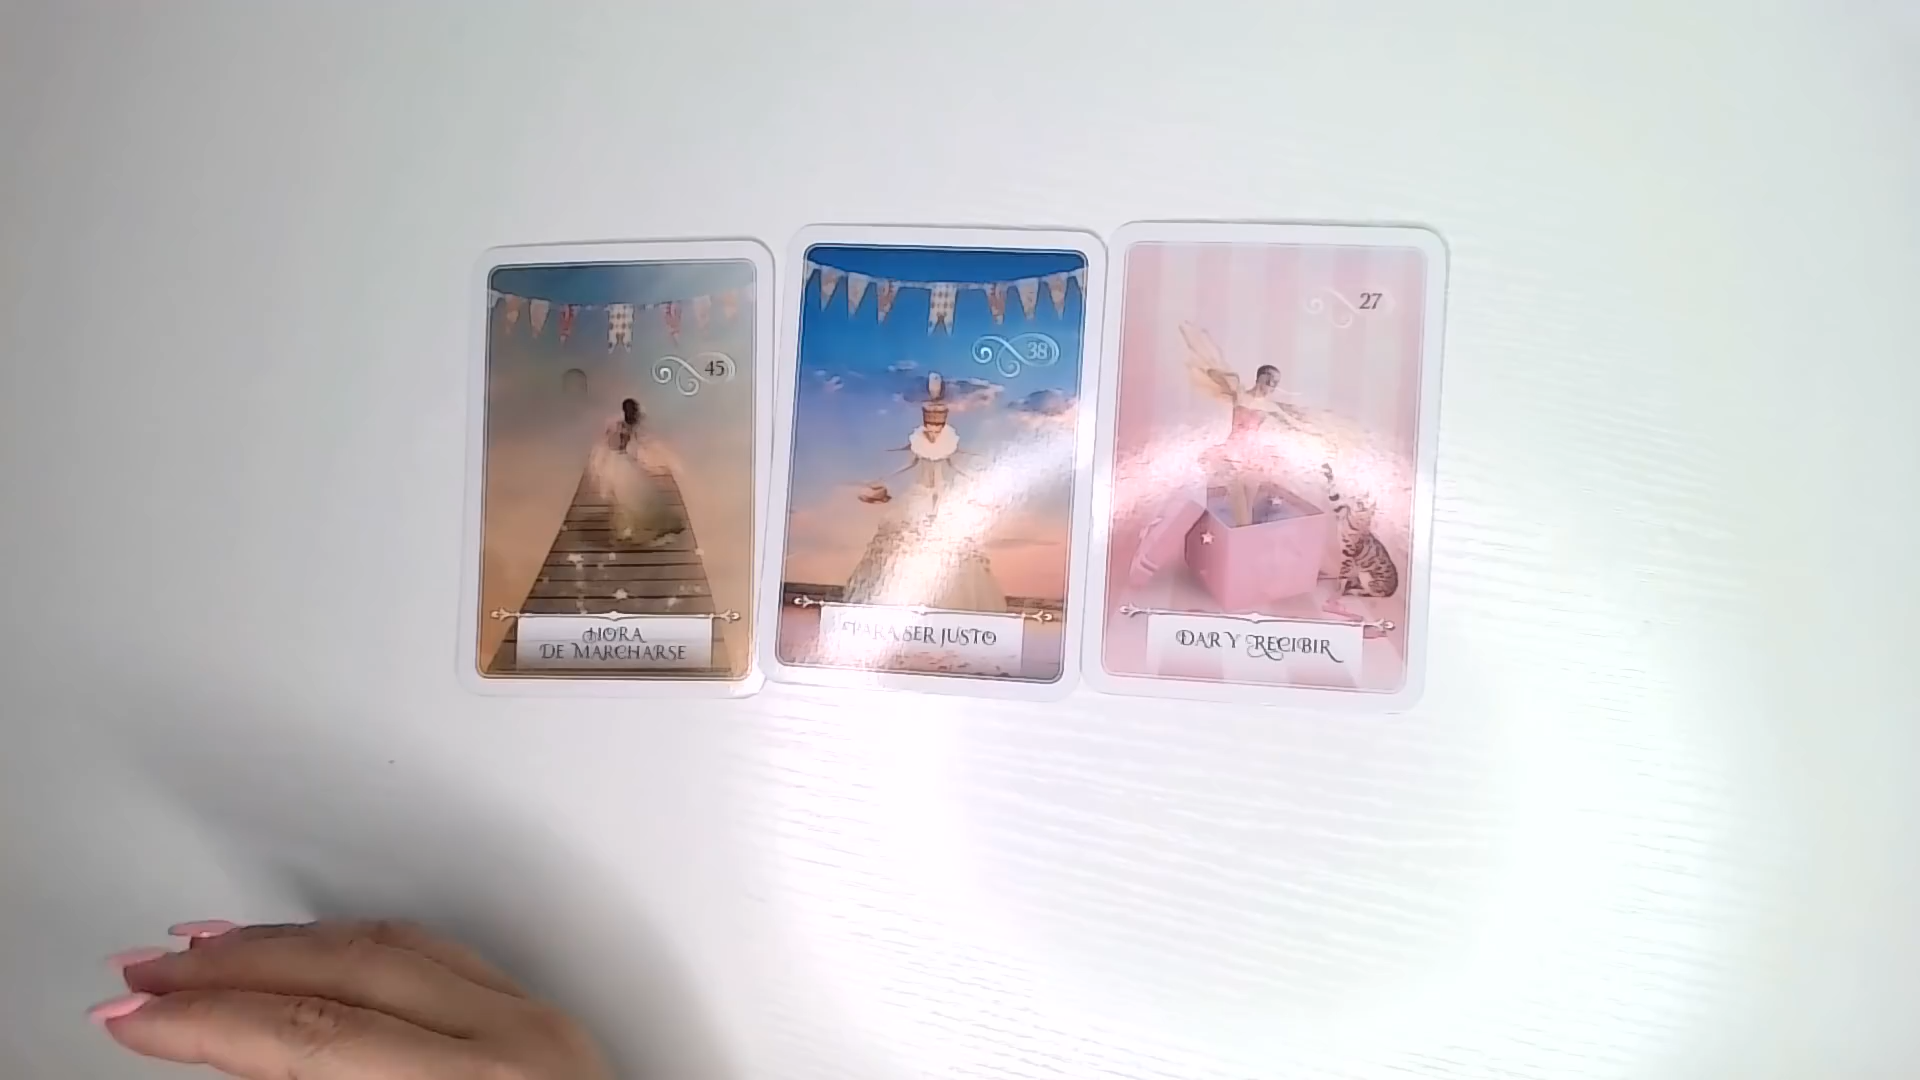 45
HORA
DE MARCHARSE
38
PARA SER JUSTO
27
DAR Y RECIBIR